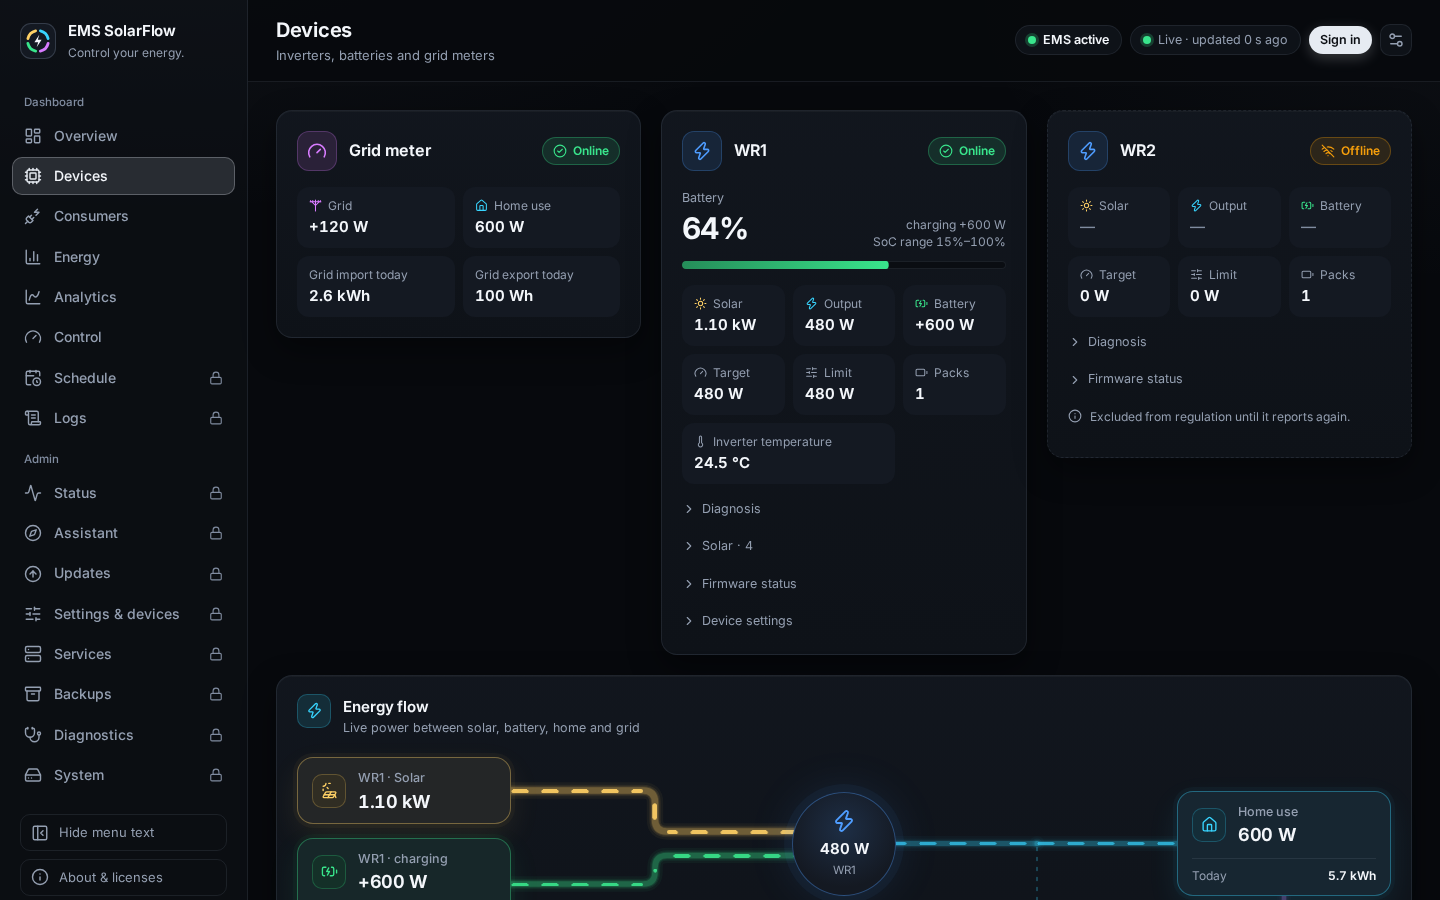 EMS SolarFlow
Control your energy.
Dashboard
Overview
Devices
Consumers
Energy
Analytics
Control
Schedule
Logs
Admin
Status
Assistant
Updates
Settings & devices
Services
Backups
Diagnostics
System
Hide menu text
About & licenses
Devices
Inverters, batteries and grid meters
EMS active
Live · updated 0 s ago
Sign in
Grid meter
Online
Grid
+120 W
Home use
600 W
Grid import today
2.6 kWh
Grid export today
100 Wh
WR1
Online
Battery
64%
charging +600 W
SoC range 15%–100%
Solar
1.10 kW
Output
480 W
Battery
+600 W
Target
480 W
Limit
480 W
Packs
1
Inverter temperature
24.5 °C
Diagnosis
Solar · 4
Firmware status
Device settings
WR2
Offline
Solar
—
Output
—
Battery
—
Target
0 W
Limit
0 W
Packs
1
Diagnosis
Firmware status
Excluded from regulation until it reports again.
Energy flow
Live power between solar, battery, home and grid
WR1 · Solar
1.10 kW
WR1 · charging
+600 W
480 W
WR1
Home use
600 W
Today
5.7 kWh